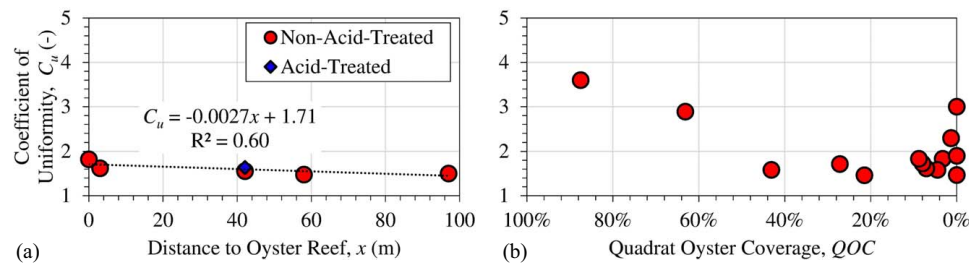 5
4
3
2
1
Coefficient of
Uniformity, Cu (-)
Non-Acid-Treated
Acid-Treated
Cu = -0.0027x + 1.71
R² = 0.60
0 20 40 60 80 100
(a) Distance to Oyster Reef, x (m)
5
4
3
2
1
100% 80% 60% 40% 20% 0%
(b) Quadrat Oyster Coverage, QOC